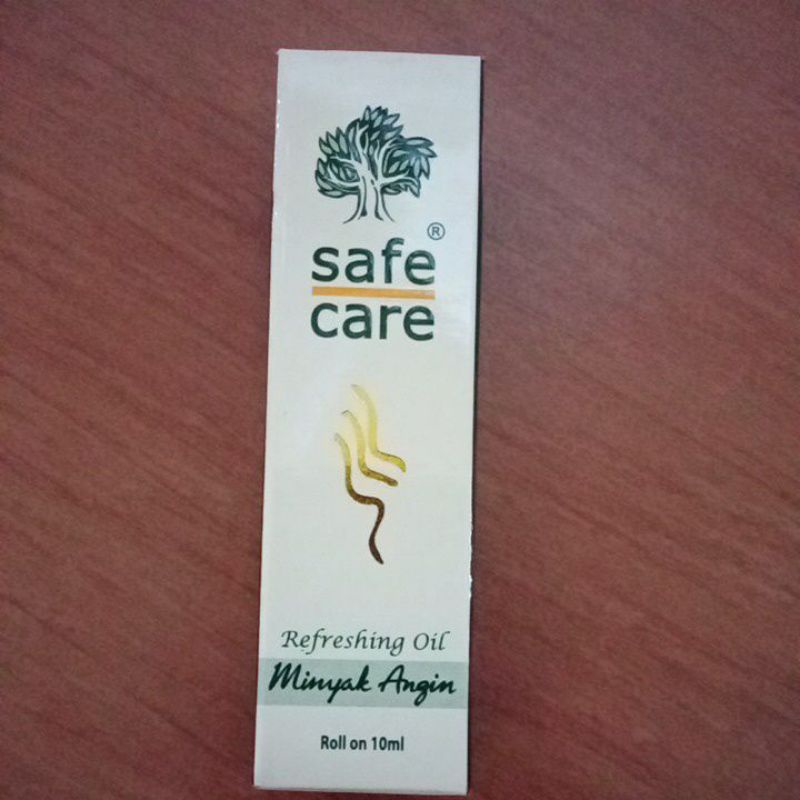 ®
safe
care
Refreshing Oil
Minyak Angin
Roll on 10ml